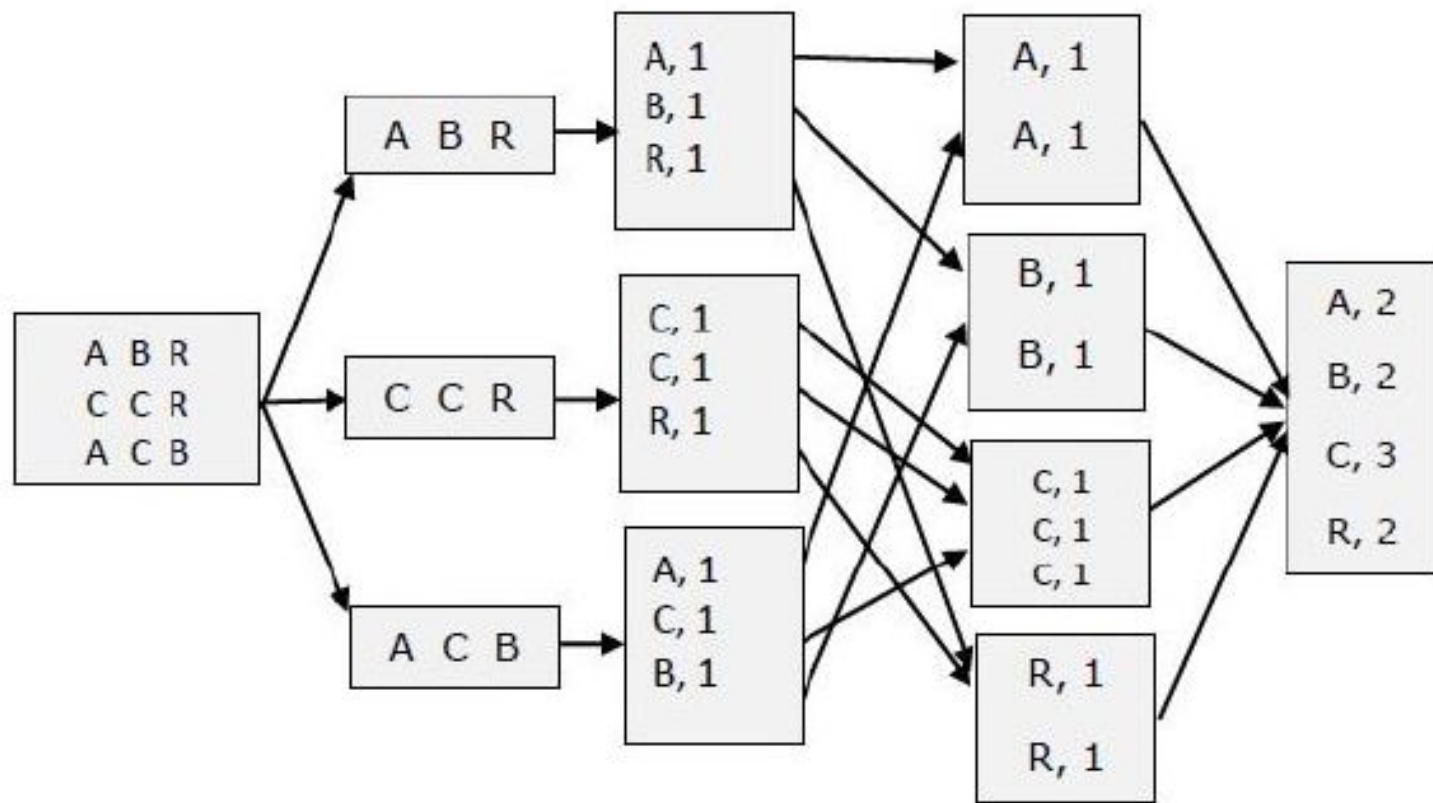 A B R
C C R
A C B
A B R
C C R
A C B
A, 1
B, 1
R, 1
C, 1
C, 1
R, 1
A, 1
C, 1
B, 1
A, 1
A, 1
B, 1
B, 1
C, 1
C, 1
C, 1
R, 1
R, 1
A, 2
B, 2
C, 3
R, 2